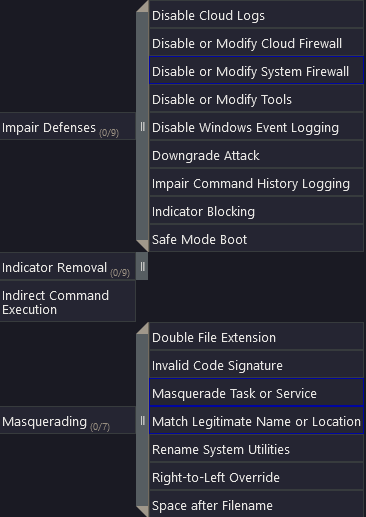 Disable Cloud Logs
Disable or Modify Cloud Firewall
Disable or Modify System Firewall
Disable or Modify Tools
Impair Defenses (0/9)
||
Disable Windows Event Logging
Downgrade Attack
Impair Command History Logging
Indicator Blocking
Safe Mode Boot
Indicator Removal (0/9)
||
Indirect Command
Execution
Double File Extension
Invalid Code Signature
Masquerade Task or Service
Masquerading (0/7)
||
Match Legitimate Name or Location
Rename System Utilities
Right-to-Left Override
Space after Filename